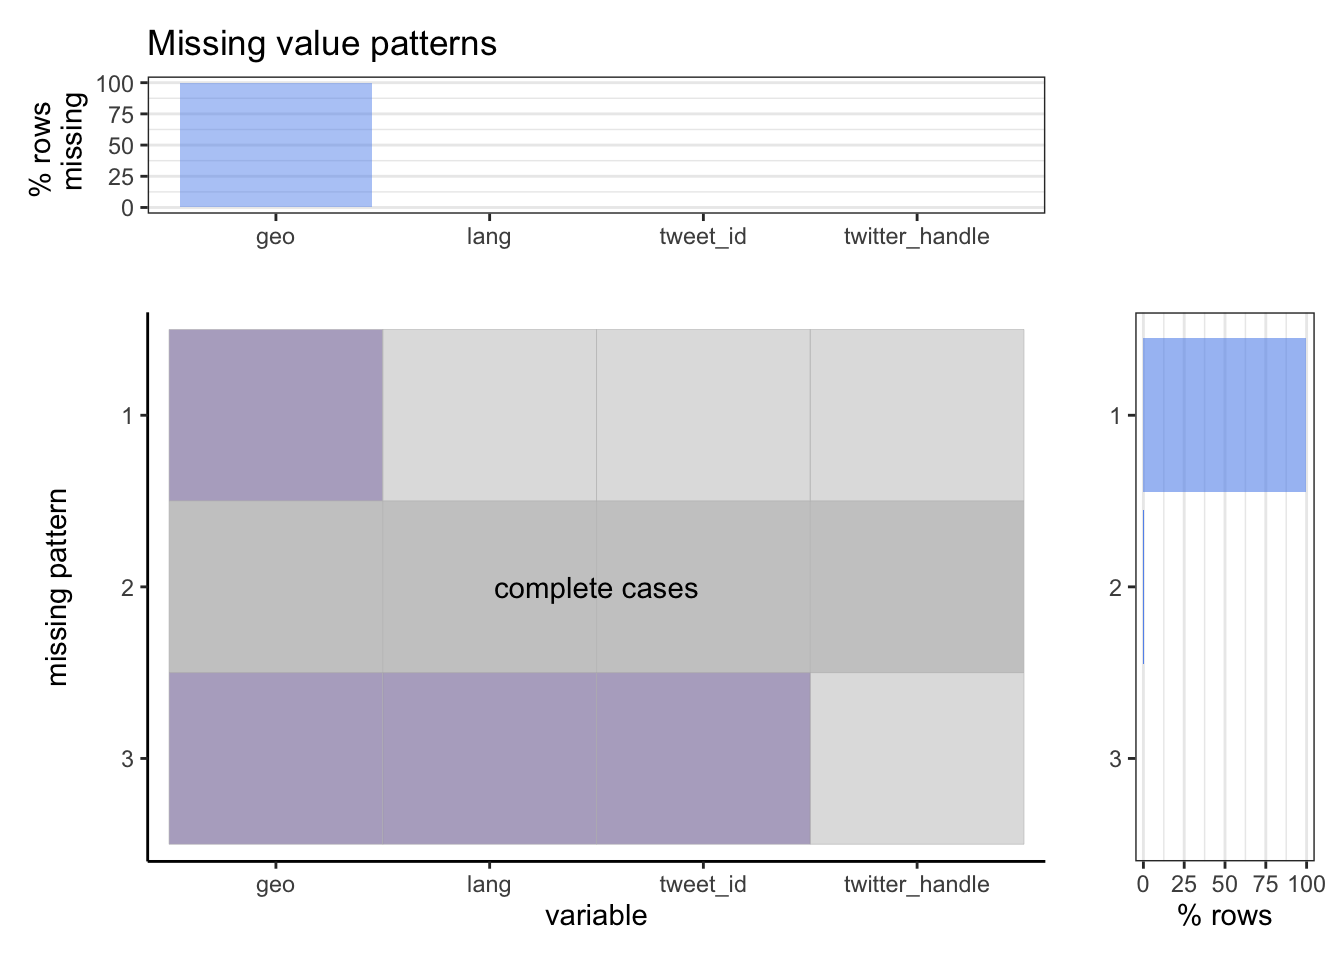 Missing value patterns
% rows
missing
100
75
50
25
0
geo lang tweet_id twitter_handle
missing pattern
1
2
3
complete cases
geo lang tweet_id twitter_handle
variable
1
2
3
0 25 50 75 100
% rows